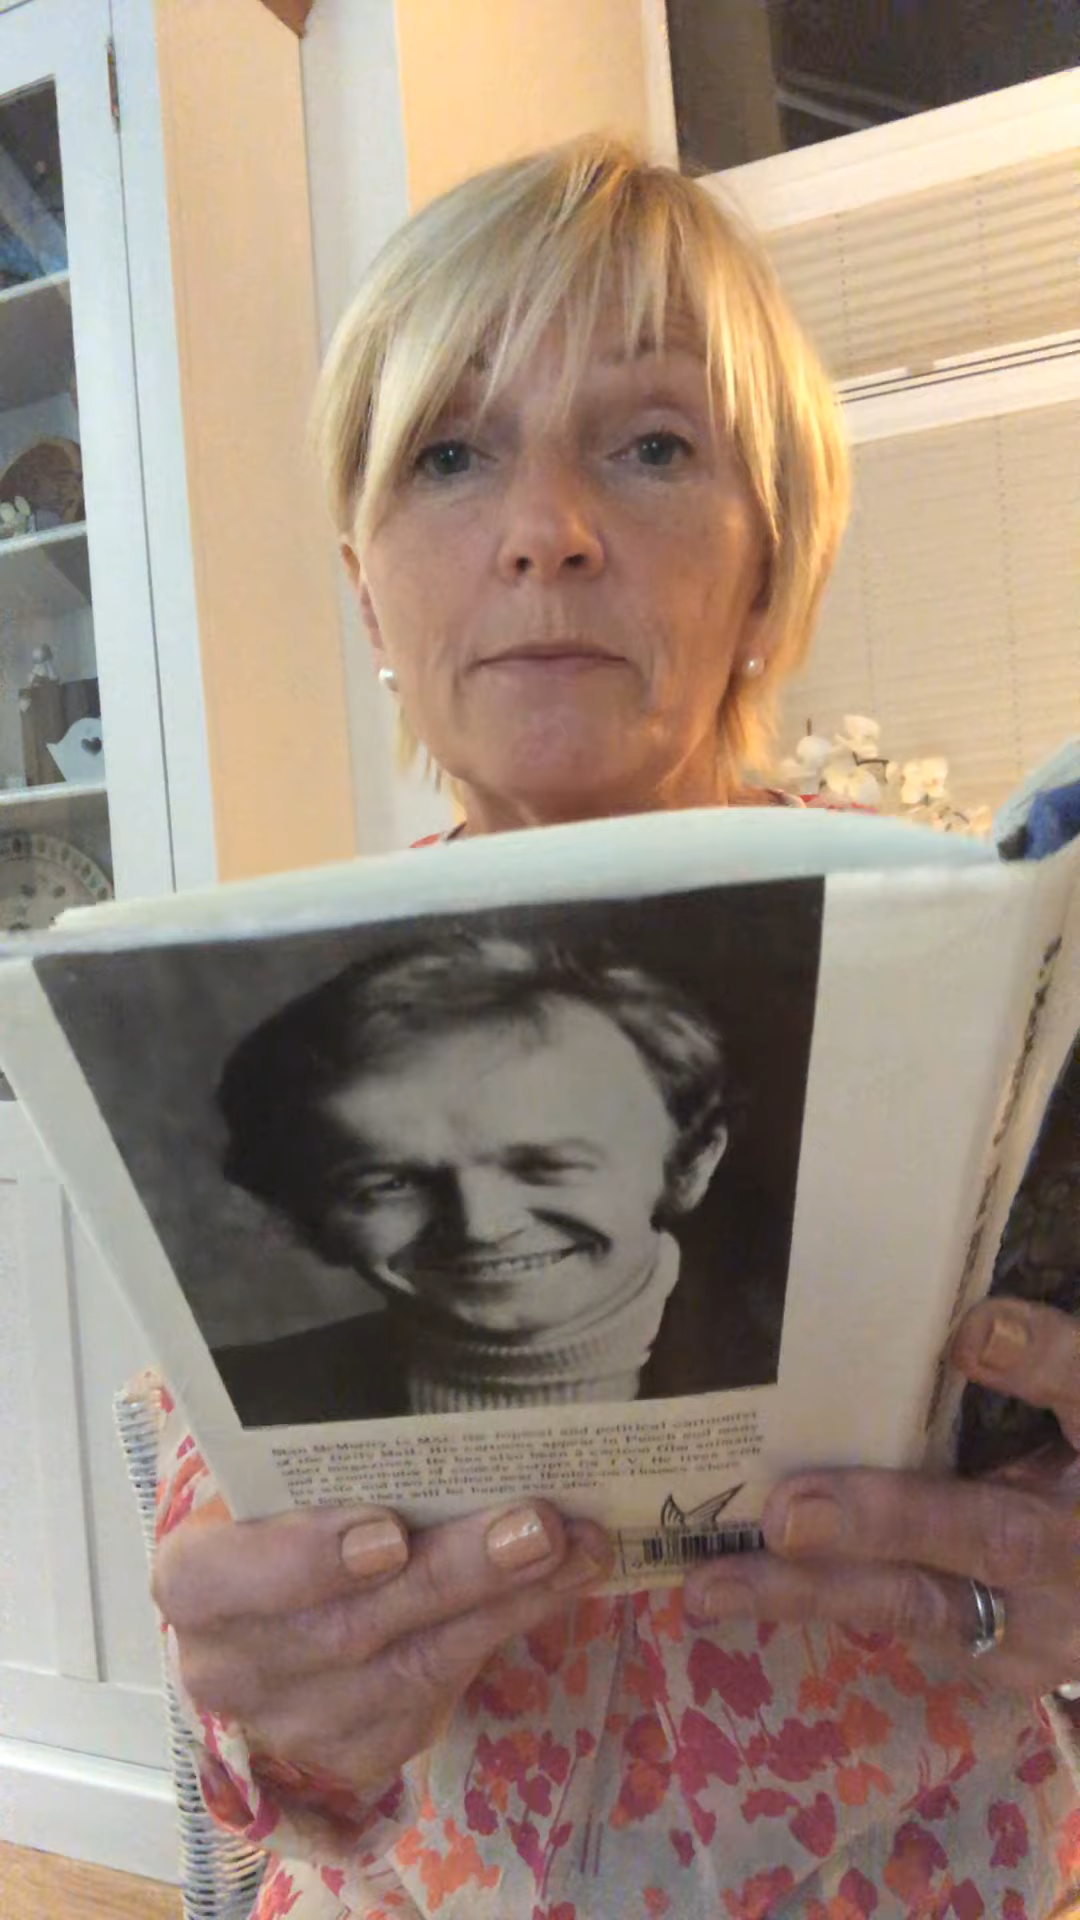 Stan McMurtry is MAC the topical and political cartoonist
of the Daily Mail. His cartoons appear in Punch and many
other magazines. He has also been a cartoon film animator
and a contributor of comedy scripts for T.V. He lives with
his wife and two children near Henley-on-Thames where
he hopes they will be happy ever after.